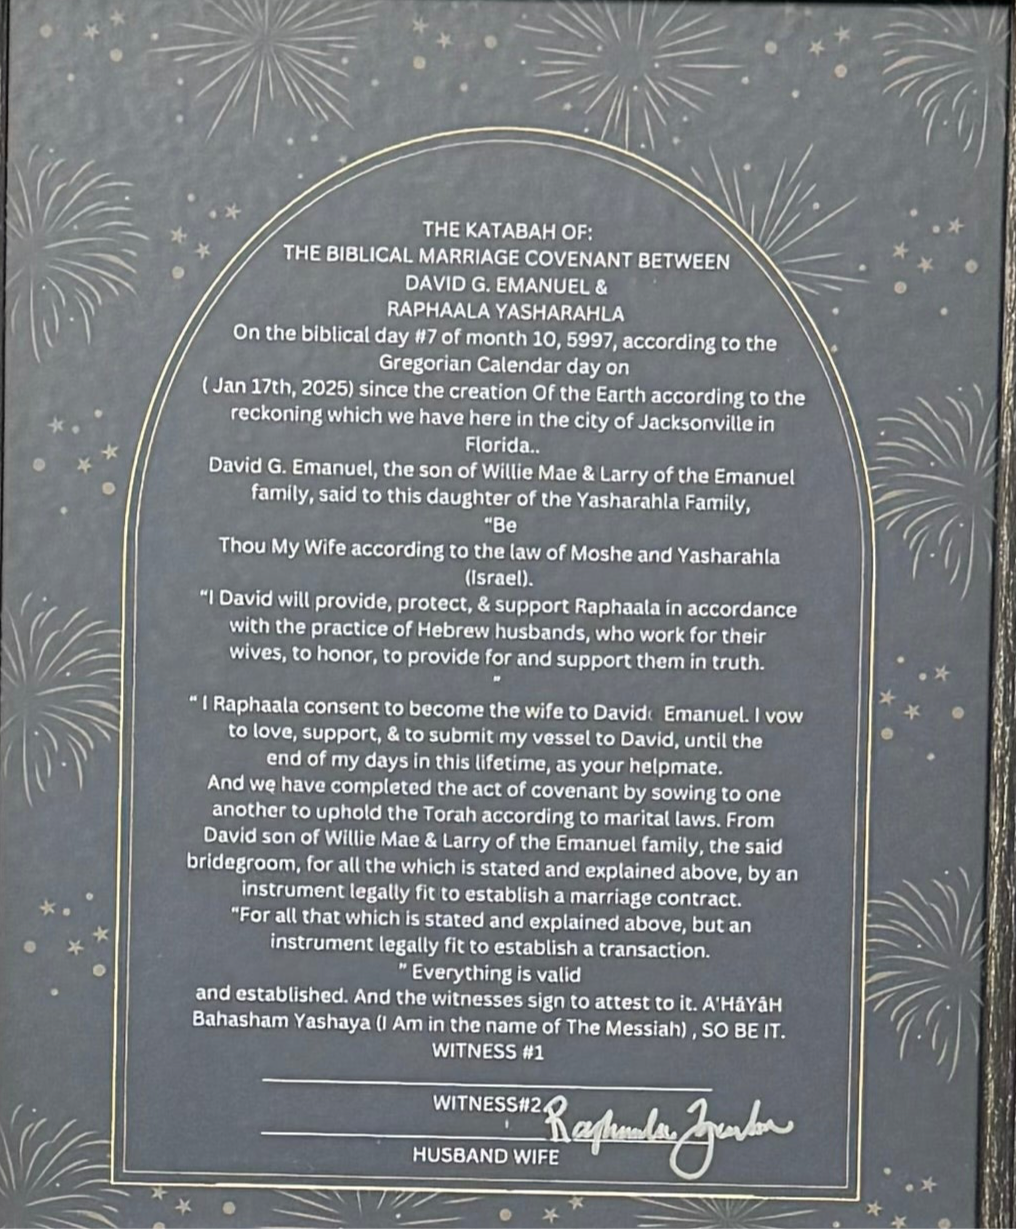 THE KATABAH OF:
THE BIBLICAL MARRIAGE COVENANT BETWEEN
DAVID G. EMANUEL &
RAPHAALA YASHARAHLA
On the biblical day #7 of month 10, 5997, according to the
Gregorian Calendar day on
( Jan 17th, 2025) since the creation Of the Earth according to the
reckoning which we have here in the city of Jacksonville in
Florida..
David G. Emanuel, the son of Willie Mae & Larry of the Emanuel
family, said to this daughter of the Yasharahla Family,
“Be
Thou My Wife according to the law of Moshe and Yasharahla
(Israel).
“I David will provide, protect, & support Raphaala in accordance
with the practice of Hebrew husbands, who work for their
wives, to honor, to provide for and support them in truth.
”
“ I Raphaala consent to become the wife to David Emanuel. I vow
to love, support, & to submit my vessel to David, until the
end of my days in this lifetime, as your helpmate.
And we have completed the act of covenant by sowing to one
another to uphold the Torah according to marital laws. From
David son of Willie Mae & Larry of the Emanuel family, the said
bridegroom, for all the which is stated and explained above, by an
instrument legally fit to establish a marriage contract.
“For all that which is stated and explained above, but an
instrument legally fit to establish a transaction.
” Everything is valid
and established. And the witnesses sign to attest to it. A'HâYâH
Bahasham Yashaya (I Am in the name of The Messiah) , SO BE IT.
WITNESS #1
WITNESS#2
HUSBAND WIFE